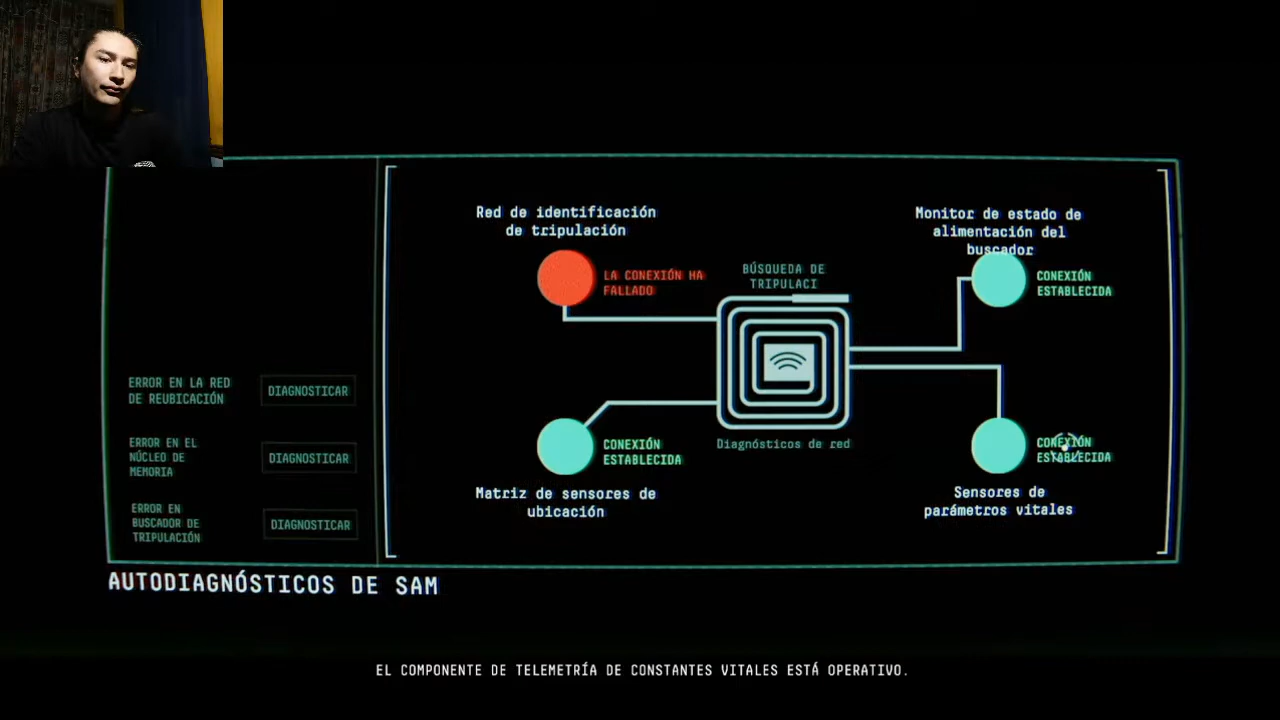 Red de identificación
de tripulación
LA CONEXIÓN HA
FALLADO
BÚSQUEDA DE
TRIPULACI
Monitor de estado de
alimentación del
buscador
CONEXIÓN
ESTABLECIDA
ERROR EN LA RED
DE REUBICACIÓN
DIAGNOSTICAR
ERROR EN EL
NÚCLEO DE
MEMORIA
DIAGNOSTICAR
ERROR EN
BUSCADOR DE
TRIPULACIÓN
DIAGNOSTICAR
CONEXIÓN
ESTABLECIDA
Matriz de sensores de
ubicación
Diagnósticos de red
CONEXIÓN
ESTABLECIDA
Sensores de
parámetros vitales
AUTODIAGNÓSTICOS DE SAM
EL COMPONENTE DE TELEMETRÍA DE CONSTANTES VITALES ESTÁ OPERATIVO.